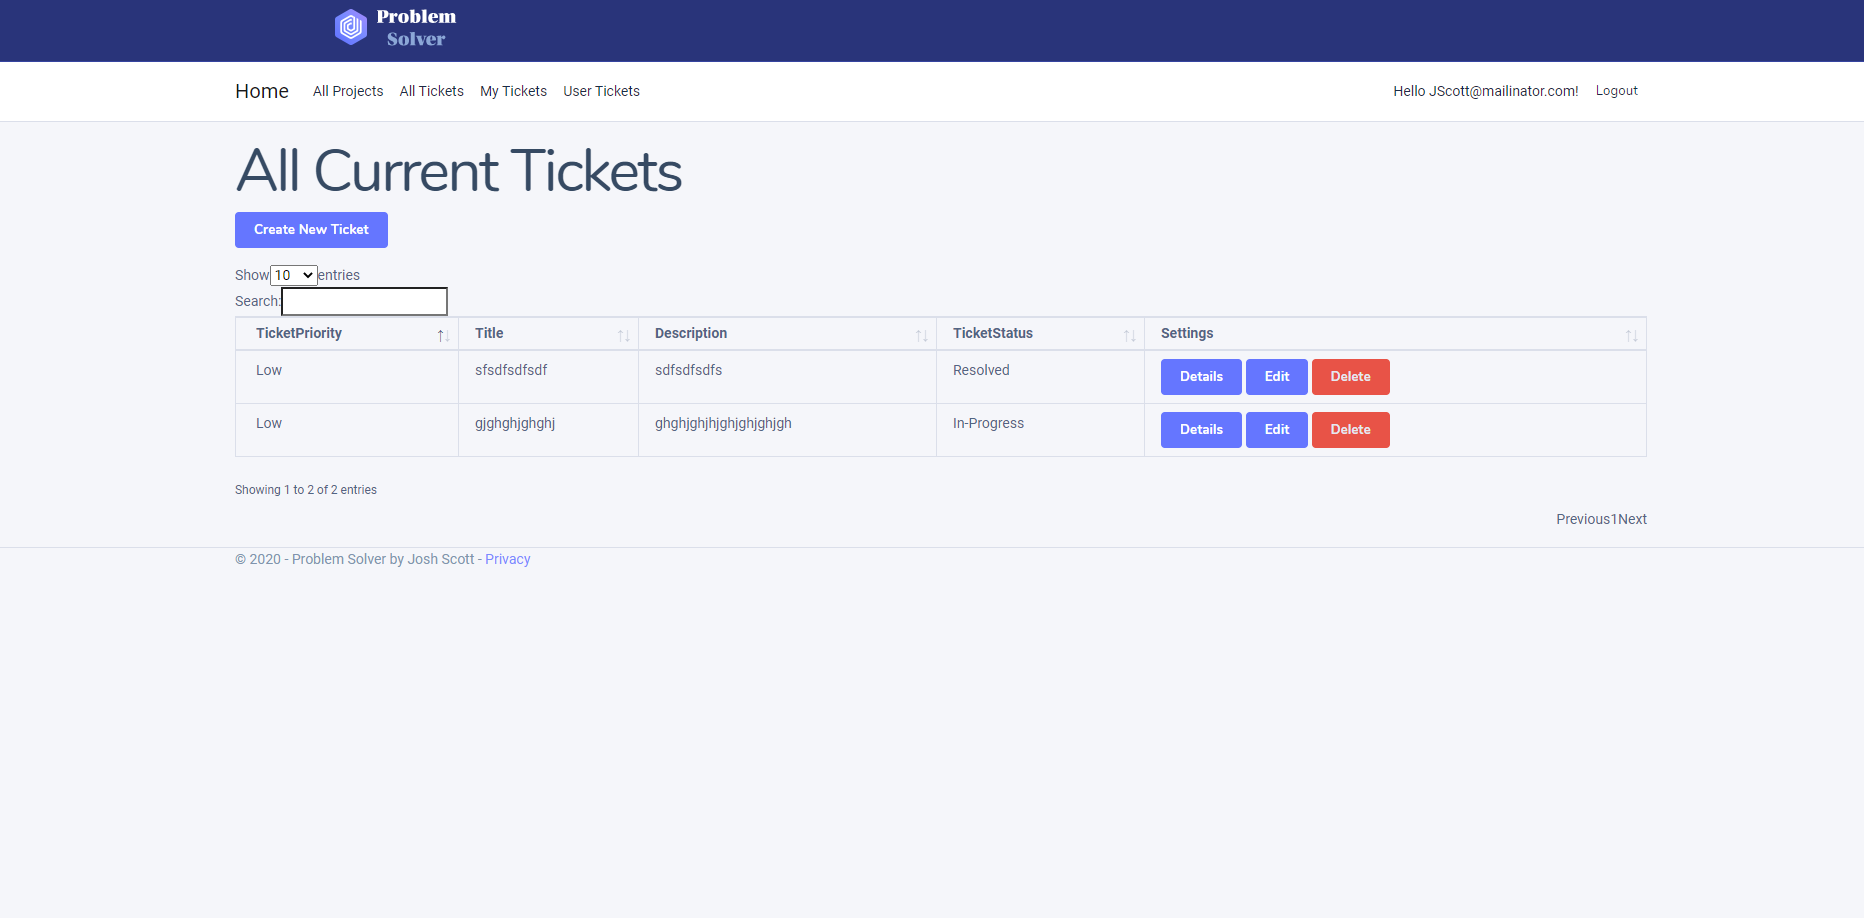 Problem
Solver
Home All Projects All Tickets My Tickets User Tickets Hello JScott@mailinator.com! Logout
All Current Tickets
Create New Ticket
Show 10 entries
Search:
TicketPriority Title Description TicketStatus Settings
Low sfsdfsdfsdf sdfsdfsdfs Resolved Details Edit Delete
Low gjghghjghghj ghghjghjhjghjghjghjgh In-Progress Details Edit Delete
Showing 1 to 2 of 2 entries
Previous1Next
© 2020 - Problem Solver by Josh Scott - Privacy